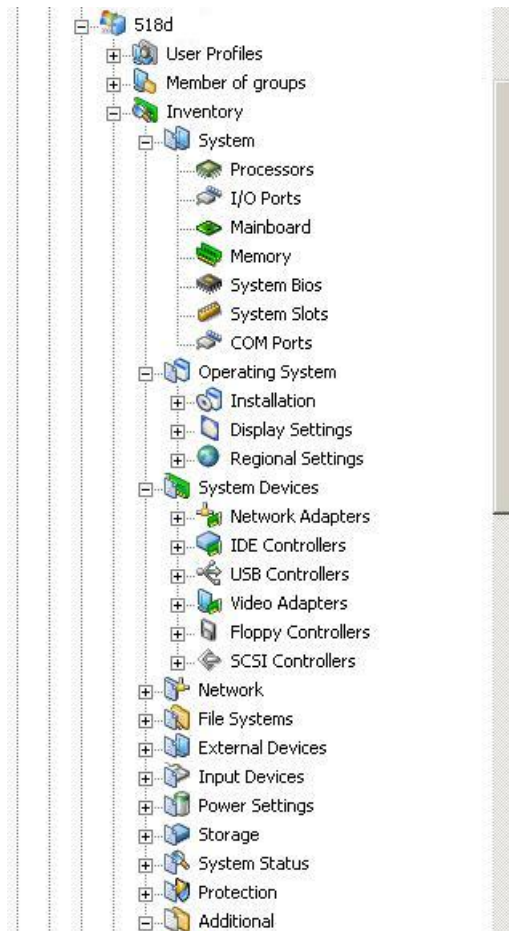 518d
User Profiles
Member of groups
Inventory
System
Processors
I/O Ports
Mainboard
Memory
System Bios
System Slots
COM Ports
Operating System
Installation
Display Settings
Regional Settings
System Devices
Network Adapters
IDE Controllers
USB Controllers
Video Adapters
Floppy Controllers
SCSI Controllers
Network
File Systems
External Devices
Input Devices
Power Settings
Storage
System Status
Protection
Additional